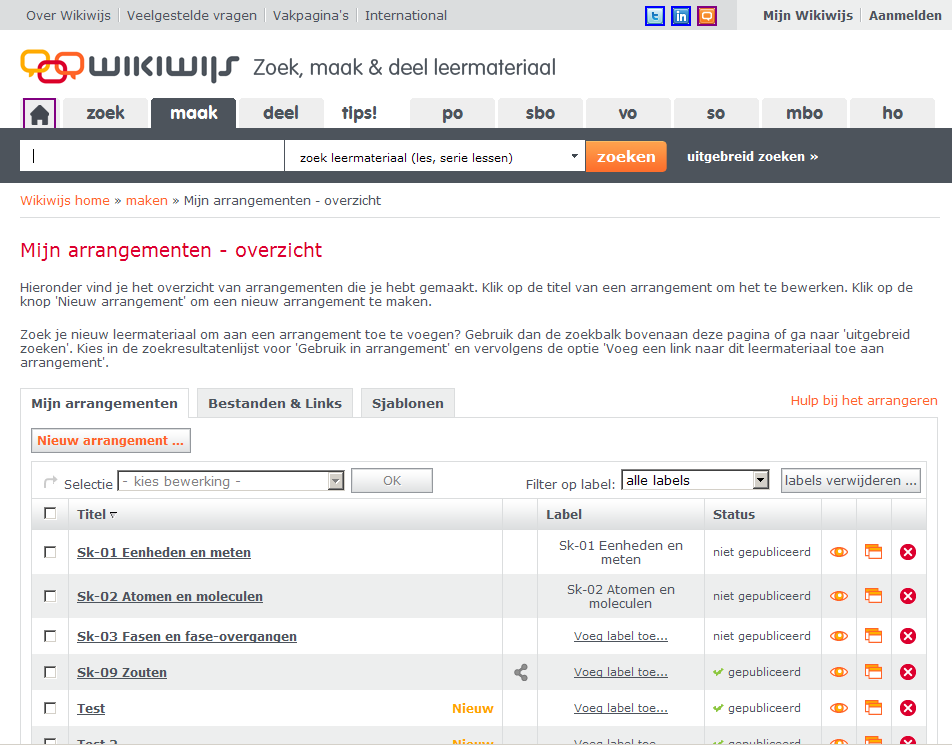 Over Wikiwijs Veelgestelde vragen Vakpagina's International Mijn Wikiwijs Aanmelden
wikiwijs Zoek, maak & deel leermateriaal
zoek maak deel tips! po sbo vo so mbo ho
zoek leermateriaal (les, serie lessen) zoeken uitgebreid zoeken »
Wikiwijs home » maken » Mijn arrangementen - overzicht
Mijn arrangementen - overzicht
Hieronder vind je het overzicht van arrangementen die je hebt gemaakt. Klik op de titel van een arrangement om het te bewerken. Klik op de
knop 'Nieuw arrangement' om een nieuw arrangement te maken.
Zoek je nieuw leermateriaal om aan een arrangement toe te voegen? Gebruik dan de zoekbalk bovenaan deze pagina of ga naar 'uitgebreid
zoeken'. Kies in de zoekresultatenlijst voor 'Gebruik in arrangement' en vervolgens de optie 'Voeg een link naar dit leermateriaal toe aan
arrangement'.
Mijn arrangementen Bestanden & Links Sjablonen Hulp bij het arrangeren
Nieuw arrangement ...
Selectie - kies bewerking - OK Filter op label: alle labels labels verwijderen ...
Titel Label Status
Sk-01 Eenheden en meten Sk-01 Eenheden en niet gepubliceerd
meten
Sk-02 Atomen en moleculen Sk-02 Atomen en niet gepubliceerd
moleculen
Sk-03 Fasen en fase-overgangen Voeg label toe... niet gepubliceerd
Sk-09 Zouten Voeg label toe... gepubliceerd
Test Nieuw Voeg label toe... gepubliceerd
Test 2 Nieuw Voeg label toe... gepubliceerd